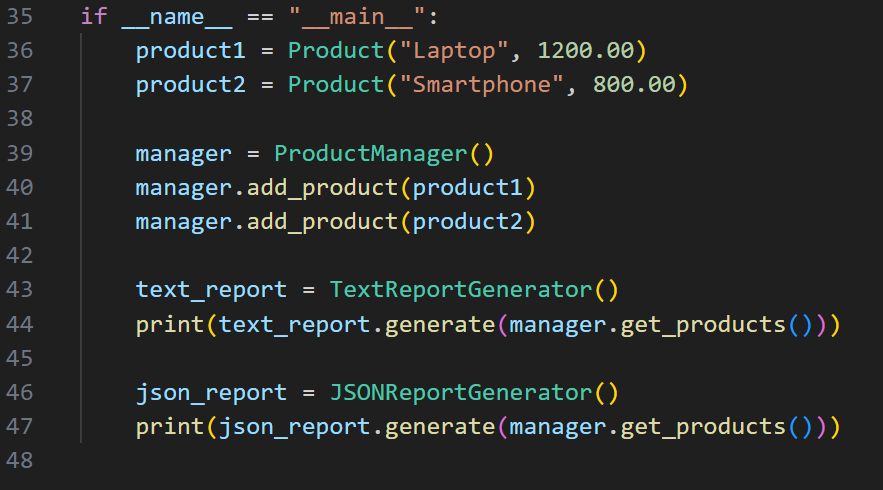 35 if __name__ == "__main__":
36     product1 = Product("Laptop", 1200.00)
37     product2 = Product("Smartphone", 800.00)
38
39     manager = ProductManager()
40     manager.add_product(product1)
41     manager.add_product(product2)
42
43     text_report = TextReportGenerator()
44     print(text_report.generate(manager.get_products()))
45
46     json_report = JSONReportGenerator()
47     print(json_report.generate(manager.get_products()))
48